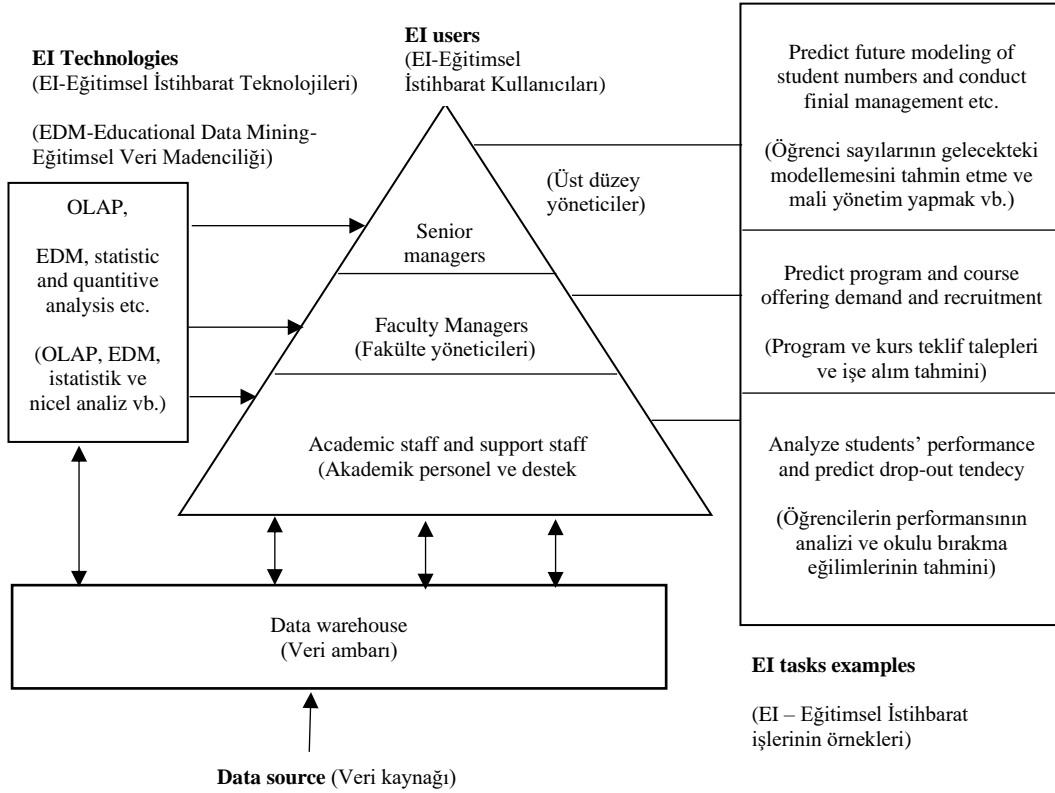 EI Technologies
(EI-Eğitimsel İstihbarat Teknolojileri)
(EDM-Educational Data Mining-
Eğitimsel Veri Madenciliği)
OLAP,
EDM, statistic
and quantitive
analysis etc.
(OLAP, EDM,
istatistik ve
nicel analiz vb.)
EI users
(EI-Eğitimsel
İstihbarat Kullanıcıları)
(Üst düzey
yöneticiler)
Senior
managers
Faculty Managers
(Fakülte yöneticileri)
Academic staff and support staff
(Akademik personel ve destek
Predict future modeling of
student numbers and conduct
finial management etc.
(Öğrenci sayılarının gelecekteki
modellemesini tahmin etme ve
mali yönetim yapmak vb.)
Predict program and course
offering demand and recruitment
(Program ve kurs teklif talepleri
ve işe alım tahmini)
Analyze students’ performance
and predict drop-out tendecy
(Öğrencilerin performansının
analizi ve okulu bırakma
eğilimlerinin tahmini)
Data warehouse
(Veri ambarı)
EI tasks examples
(EI – Eğitimsel İstihbarat
işlerinin örnekleri)
Data source (Veri kaynağı)